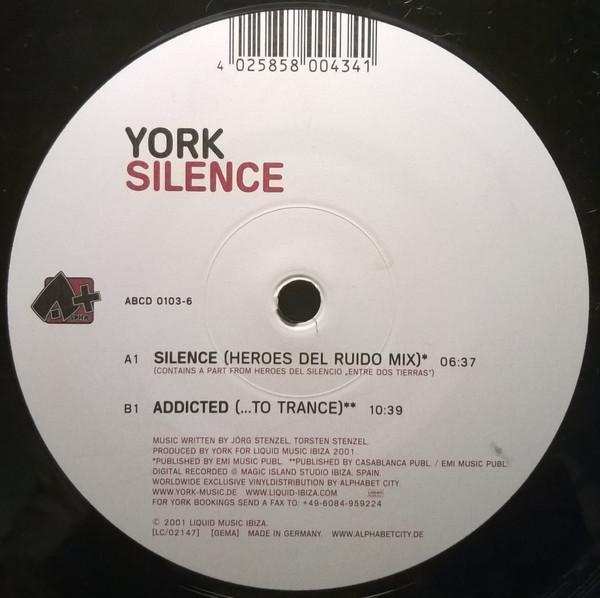 4 025858 004341
YORK
SILENCE
A+
ALPHA
ABCD 0103-6
A1 SILENCE (HEROES DEL RUIDO MIX)* 06:37
(CONTAINS A PART FROM HEROES DEL SILENCIO „ENTRE DOS TIERRAS")
B1 ADDICTED (...TO TRANCE)** 10:39
MUSIC WRITTEN BY JÖRG STENZEL, TORSTEN STENZEL.
PRODUCED BY YORK FOR LIQUID MUSIC IBIZA 2001.
*PUBLISHED BY EMI MUSIC PUBL. **PUBLISHED BY CASABLANCA PUBL. / EMI MUSIC PUBL.
DIGITAL RECORDED @ MAGIC ISLAND STUDIO IBIZA, SPAIN.
WORLDWIDE EXCLUSIVE VINYLDISTRIBUTION BY ALPHABET CITY.
WWW.YORK-MUSIC.DE WWW.LIQUID-IBIZA.COM
FOR YORK BOOKINGS SEND A FAX TO: +49-6084-959224
© 2001 LIQUID MUSIC IBIZA.
[LC/02147] [GEMA] MADE IN GERMANY. WWW.ALPHABETCITY.DE